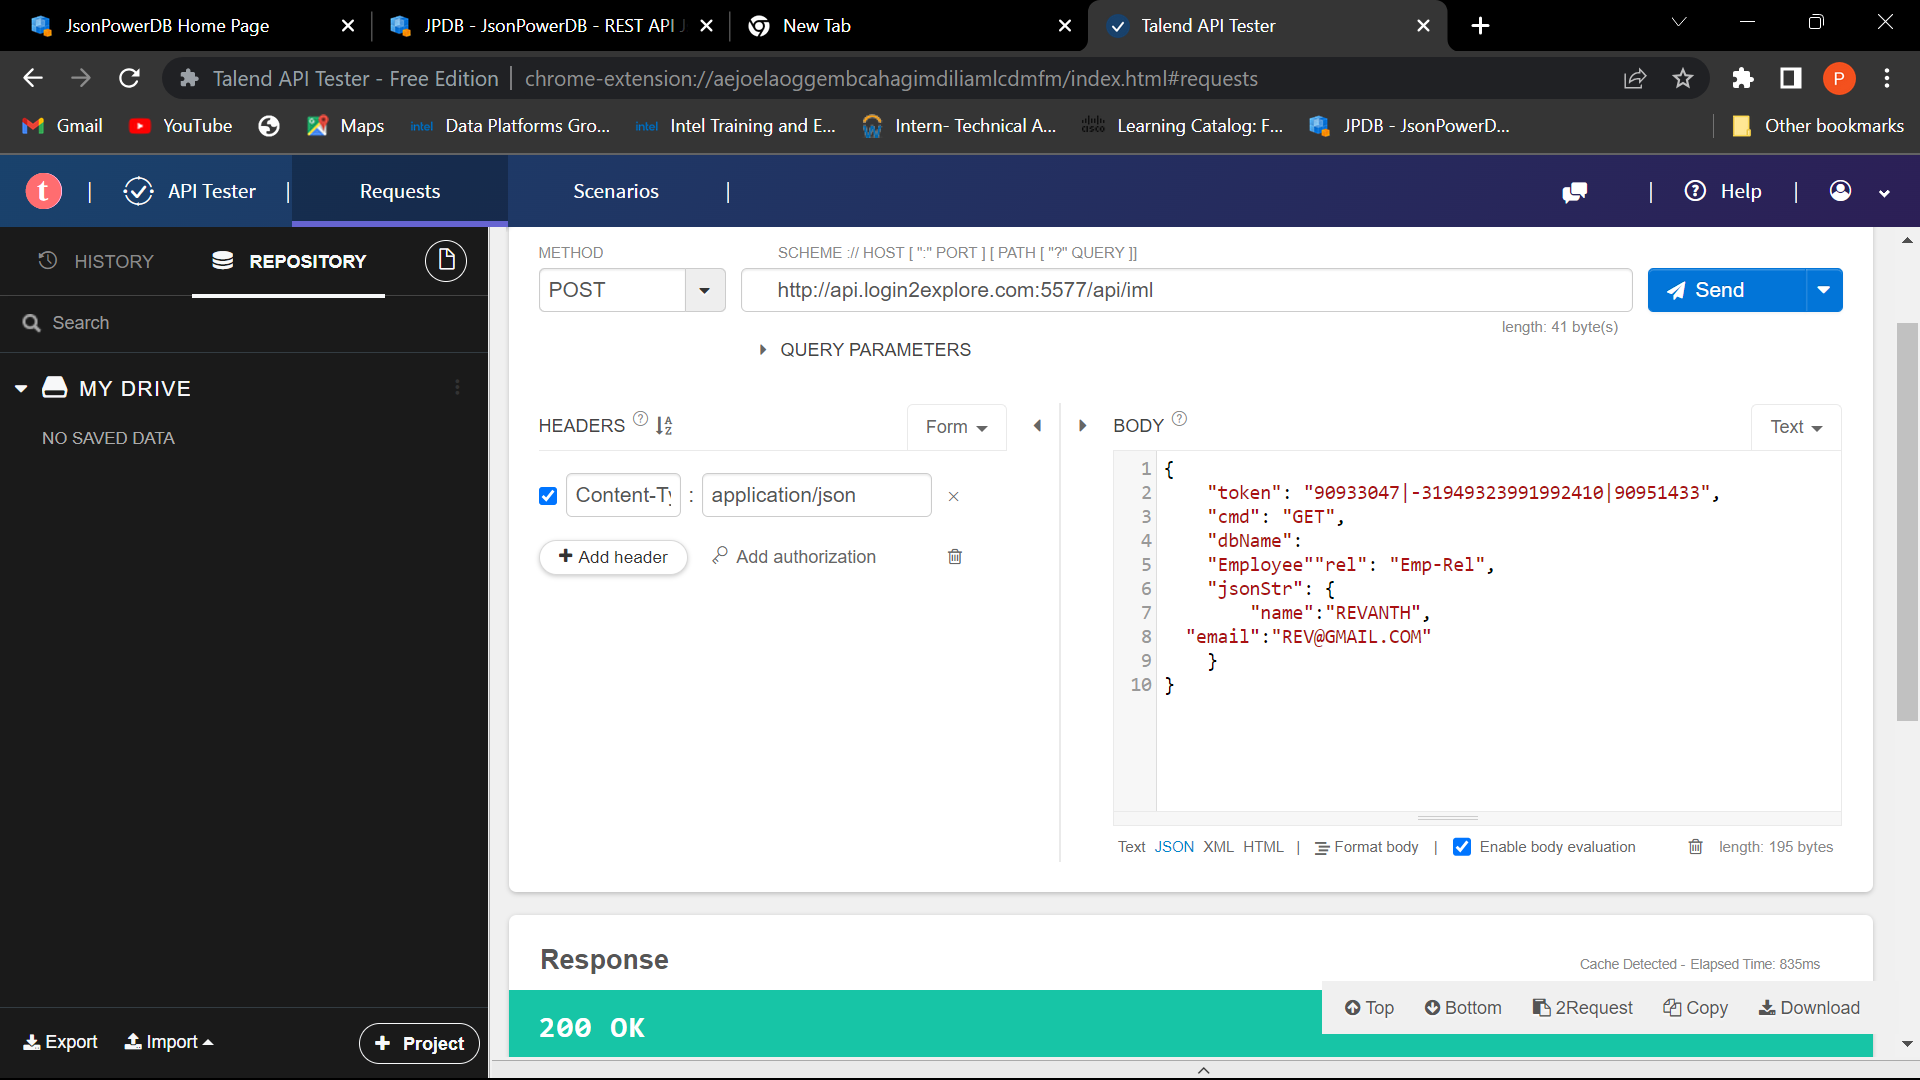 JsonPowerDB Home Page
JPDB - JsonPowerDB - REST API J
New Tab
Talend API Tester
Talend API Tester - Free Edition | chrome-extension://aejoelaoggembcahagimdiliamlcdmfm/index.html#requests
P
Gmail
YouTube
Maps
intel Data Platforms Gro...
intel Intel Training and E...
Intern- Technical A...
cisco Learning Catalog: F...
JPDB - JsonPowerD...
Other bookmarks
t | API Tester | Requests Scenarios |
| Help |
HISTORY
REPOSITORY
Search
MY DRIVE
NO SAVED DATA
METHOD
SCHEME :// HOST [ ":" PORT ] [ PATH [ "?" QUERY ]]
POST
http://api.login2explore.com:5577/api/iml
Send
length: 41 byte(s)
QUERY PARAMETERS
HEADERS ?
Form
Content-Ty : application/json ×
+ Add header
Add authorization
BODY ?
Text
1 {
2 "token": "90933047|-31949323991992410|90951433",
3 "cmd": "GET",
4 "dbName":
5 "Employee""rel": "Emp-Rel",
6 "jsonStr": {
7 "name":"REVANTH",
8 "email":"REV@GMAIL.COM"
9 }
10 }
Text JSON XML HTML | Format body | Enable body evaluation length: 195 bytes
Response
Cache Detected - Elapsed Time: 835ms
200 OK
Top Bottom 2Request Copy Download
Export Import + Project